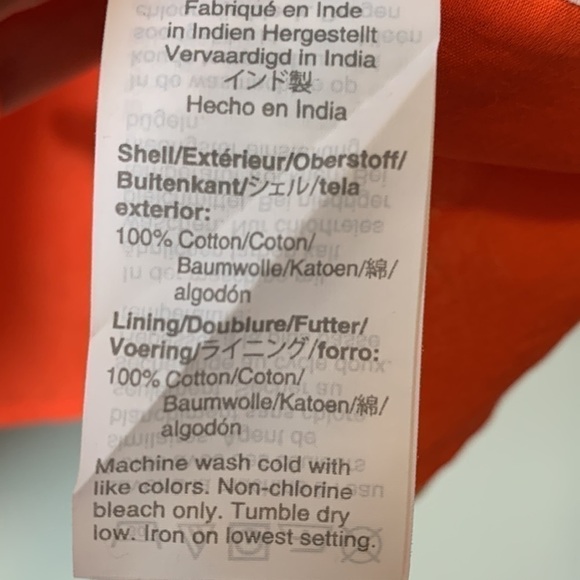 Fabriqué en Inde
in Indien Hergestellt
Vervaardigd in India
インド製
Hecho en India
Shell/Extérieur/Oberstoff/
Buitenkant/シェル/tela
exterior:
100% Cotton/Coton/
Baumwolle/Katoen/綿/
algodón
Lining/Doublure/Futter/
Voering/ライニング/forro:
100% Cotton/Coton/
Baumwolle/Katoen/綿/
algodón
Machine wash cold with
like colors. Non-chlorine
bleach only. Tumble dry
low. Iron on lowest setting.